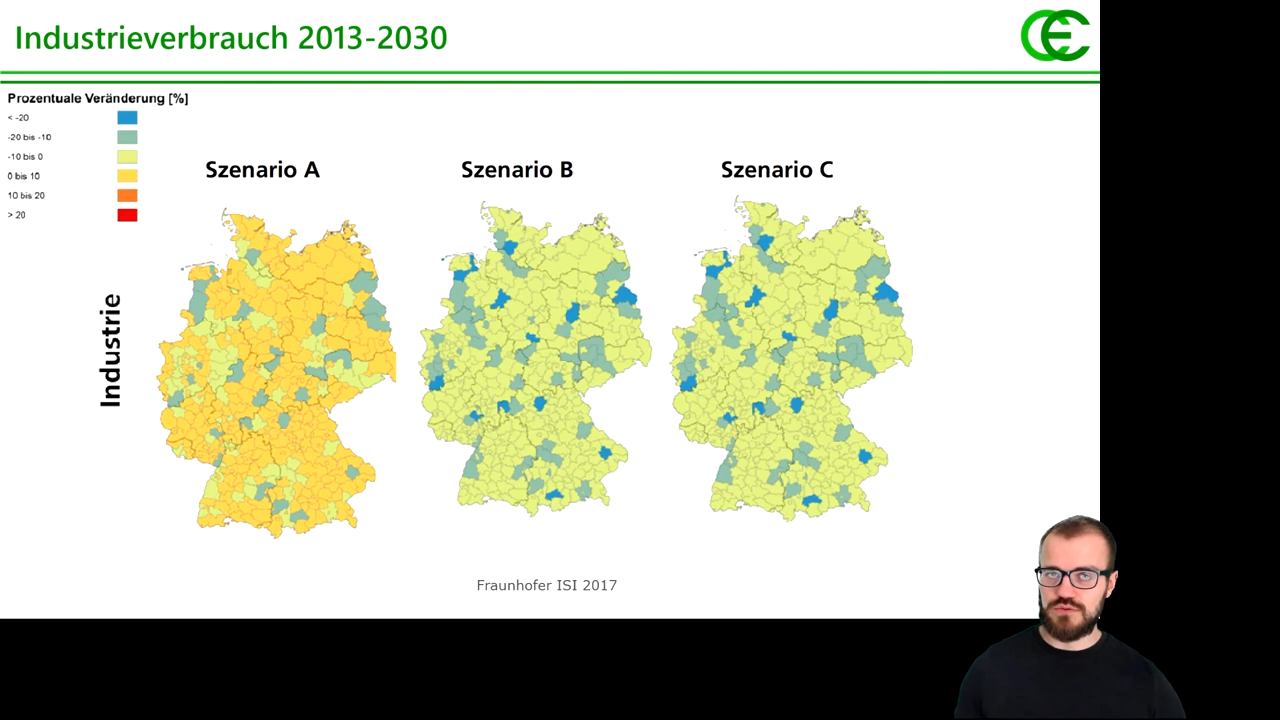 Industrieverbrauch 2013-2030
Prozentuale Veränderung [%]
< -20
-20 bis -10
-10 bis 0
0 bis 10
10 bis 20
> 20
Szenario A
Szenario B
Szenario C
Industrie
Fraunhofer ISI 2017